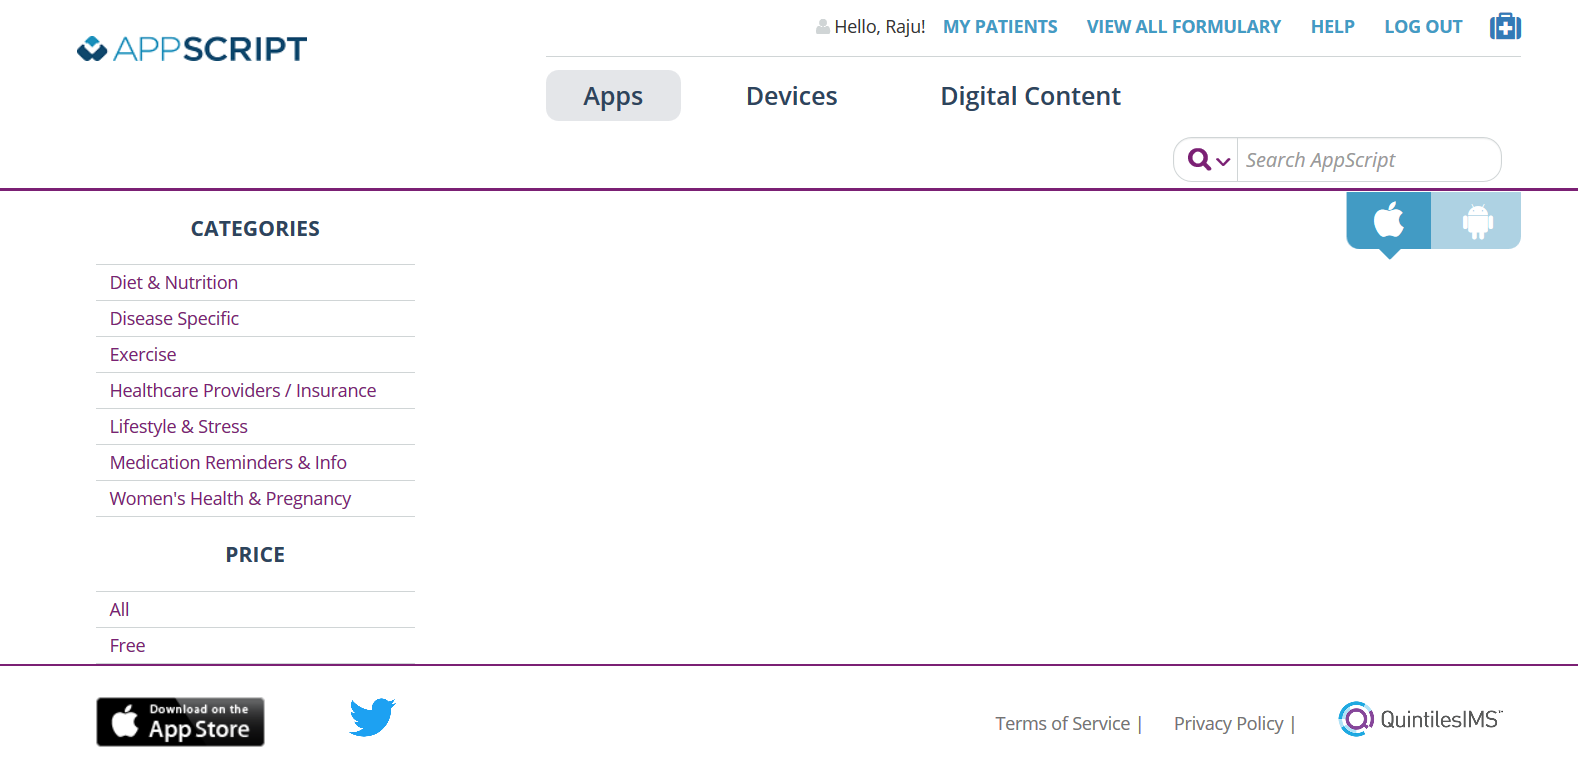 APPSCRIPT
Hello, Raju! MY PATIENTS VIEW ALL FORMULARY HELP LOG OUT
Apps Devices Digital Content
Search AppScript
CATEGORIES
Diet & Nutrition
Disease Specific
Exercise
Healthcare Providers / Insurance
Lifestyle & Stress
Medication Reminders & Info
Women's Health & Pregnancy
PRICE
All
Free
Download on the
App Store
Terms of Service | Privacy Policy |
QuintilesIMS™